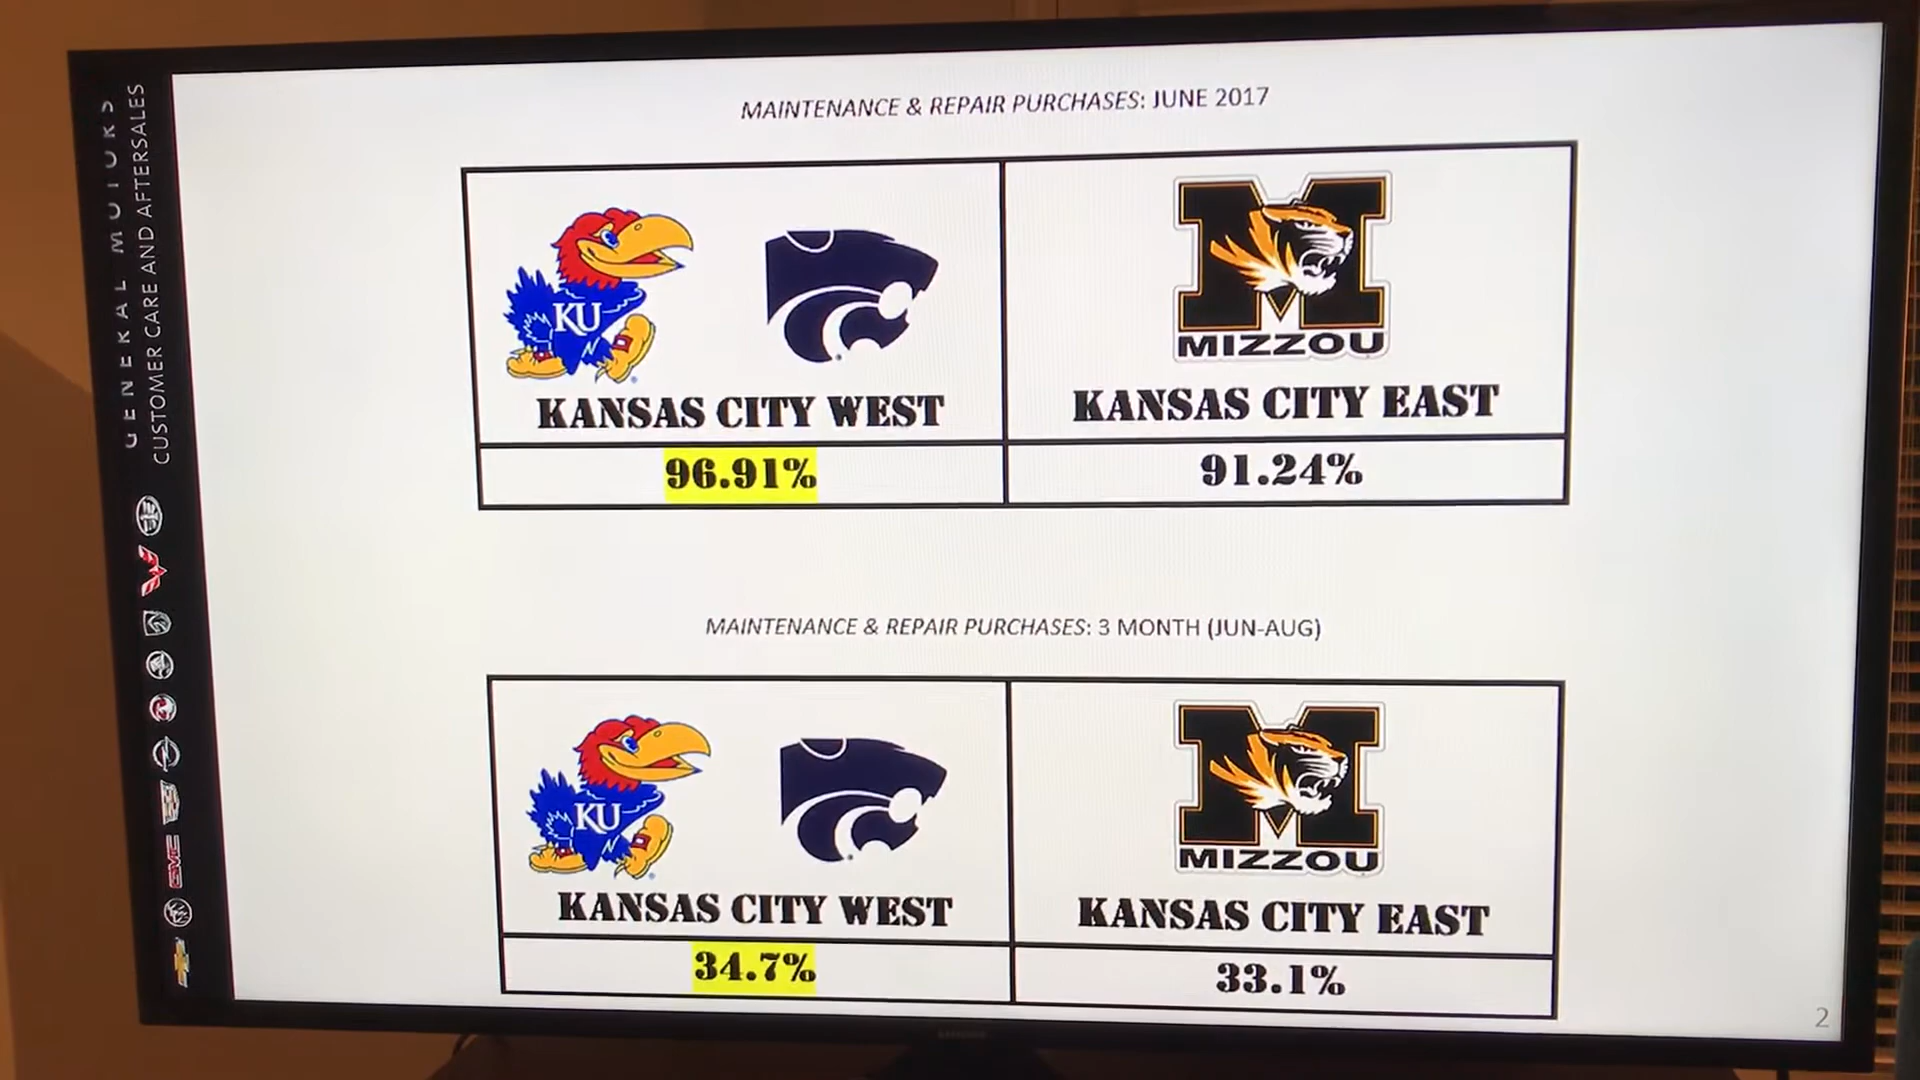 GENERAL MOTORS
CUSTOMER CARE AND AFTERSALES
GMC
MAINTENANCE & REPAIR PURCHASES: JUNE 2017
KU
MIZZOU
KANSAS CITY WEST
KANSAS CITY EAST
96.91%
91.24%
MAINTENANCE & REPAIR PURCHASES: 3 MONTH (JUN-AUG)
KU
MIZZOU
KANSAS CITY WEST
KANSAS CITY EAST
34.7%
33.1%
2
SAMSUNG